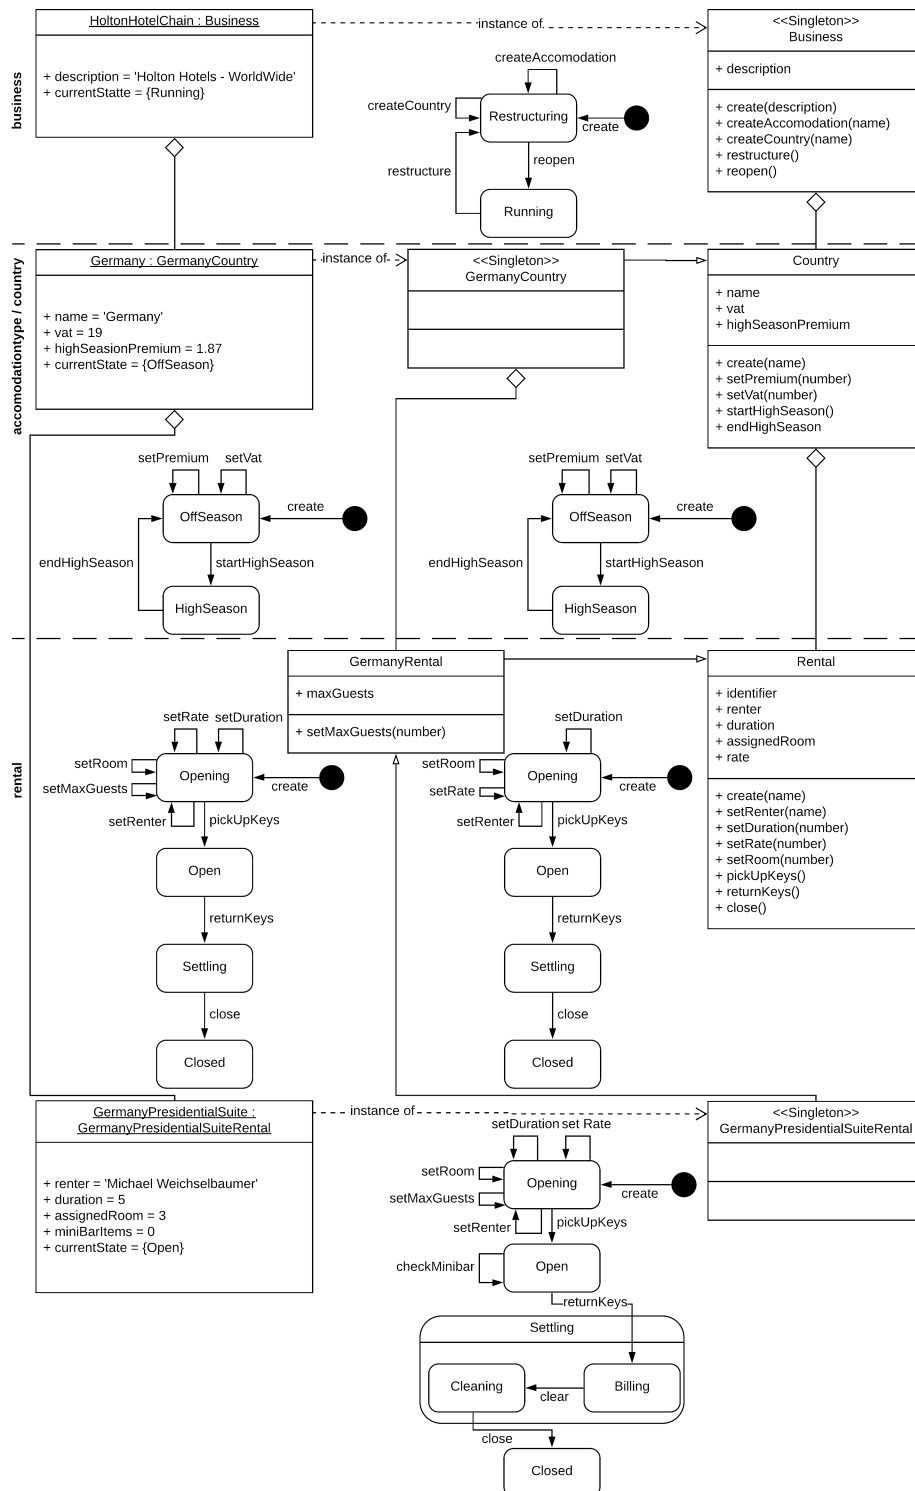 business
HoltonHotelChain : Business
+ description = 'Holton Hotels - WorldWide'
+ currentStatte = {Running}
instance of
<<Singleton>>
Business
+ description
+ create(description)
+ createAccomodation(name)
+ createCountry(name)
+ restructure()
+ reopen()
createAccomodation
createCountry
Restructuring
create
restructure
reopen
Running
accomodationtype / country
Germany : GermanyCountry
+ name = 'Germany'
+ vat = 19
+ highSeasionPremium = 1.87
+ currentState = {OffSeason}
instance of
<<Singleton>>
GermanyCountry
Country
+ name
+ vat
+ highSeasonPremium
+ create(name)
+ setPremium(number)
+ setVat(number)
+ startHighSeason()
+ endHighSeason
setPremium
setVat
OffSeason
create
endHighSeason
startHighSeason
HighSeason
setPremium
setVat
OffSeason
create
endHighSeason
startHighSeason
HighSeason
rental
GermanyRental
+ maxGuests
+ setMaxGuests(number)
Rental
+ identifier
+ renter
+ duration
+ assignedRoom
+ rate
+ create(name)
+ setRenter(name)
+ setDuration(number)
+ setRate(number)
+ setRoom(number)
+ pickUpKeys()
+ returnKeys()
+ close()
setRate
setDuration
setRoom
Opening
create
setMaxGuests
setRenter
pickUpKeys
Open
returnKeys
Settling
close
Closed
setDuration
setRoom
Opening
create
setRate
setRenter
pickUpKeys
Open
returnKeys
Settling
close
Closed
GermanyPresidentialSuite :
GermanyPresidentialSuiteRental
+ renter = 'Michael Weichselbaumer'
+ duration = 5
+ assignedRoom = 3
+ miniBarItems = 0
+ currentState = {Open}
instance of
<<Singleton>>
GermanyPresidentialSuiteRental
setDuration
set Rate
setRoom
Opening
create
setMaxGuests
setRenter
pickUpKeys
checkMinibar
Open
returnKeys
Settling
Cleaning
clear
Billing
close
Closed